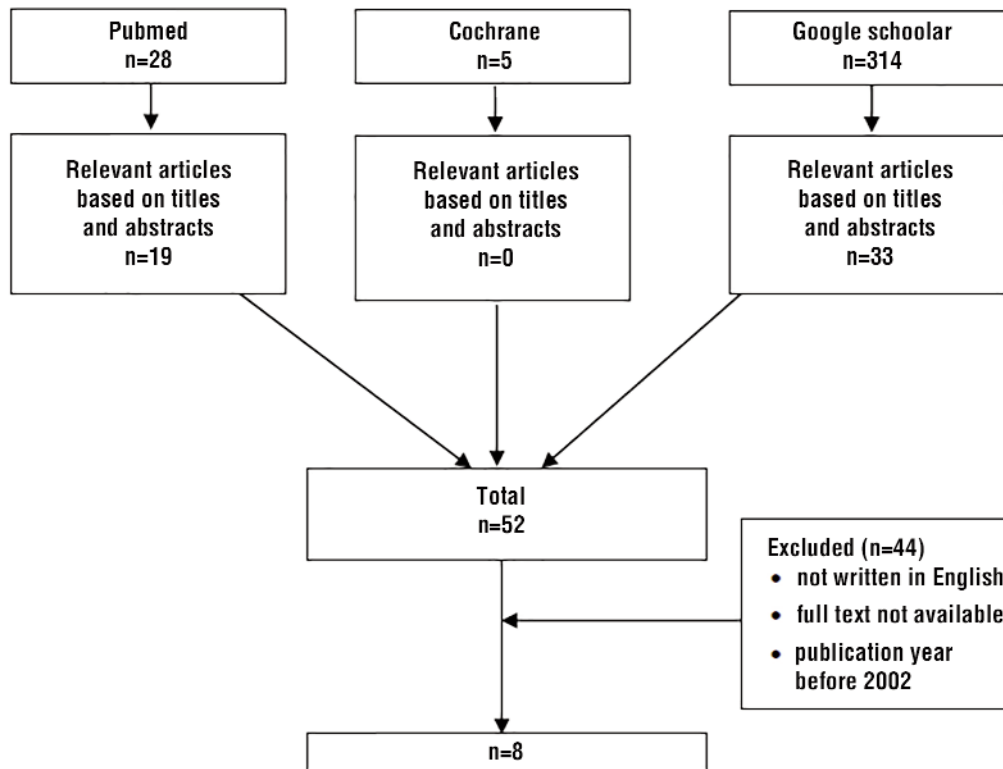 Pubmed
n=28
Cochrane
n=5
Google schoolar
n=314
Relevant articles
based on titles
and abstracts
n=19
Relevant articles
based on titles
and abstracts
n=0
Relevant articles
based on titles
and abstracts
n=33
Total
n=52
Excluded (n=44)
• not written in English
• full text not available
• publication year
before 2002
n=8